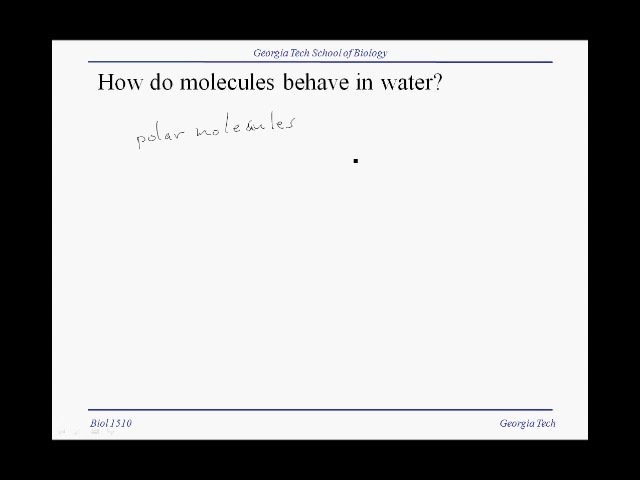 Georgia Tech School of Biology
How do molecules behave in water?
polar molecules
Biol 1510
Georgia Tech